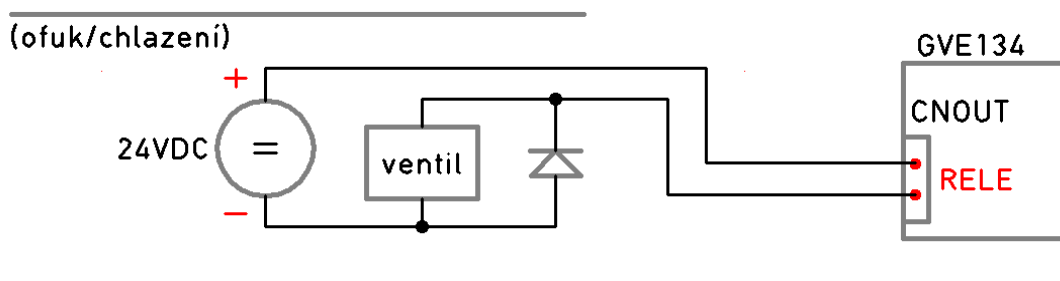 (ofuk/chlazení)
GVE134
+
CNOUT
24VDC
=
ventil
RELE
−